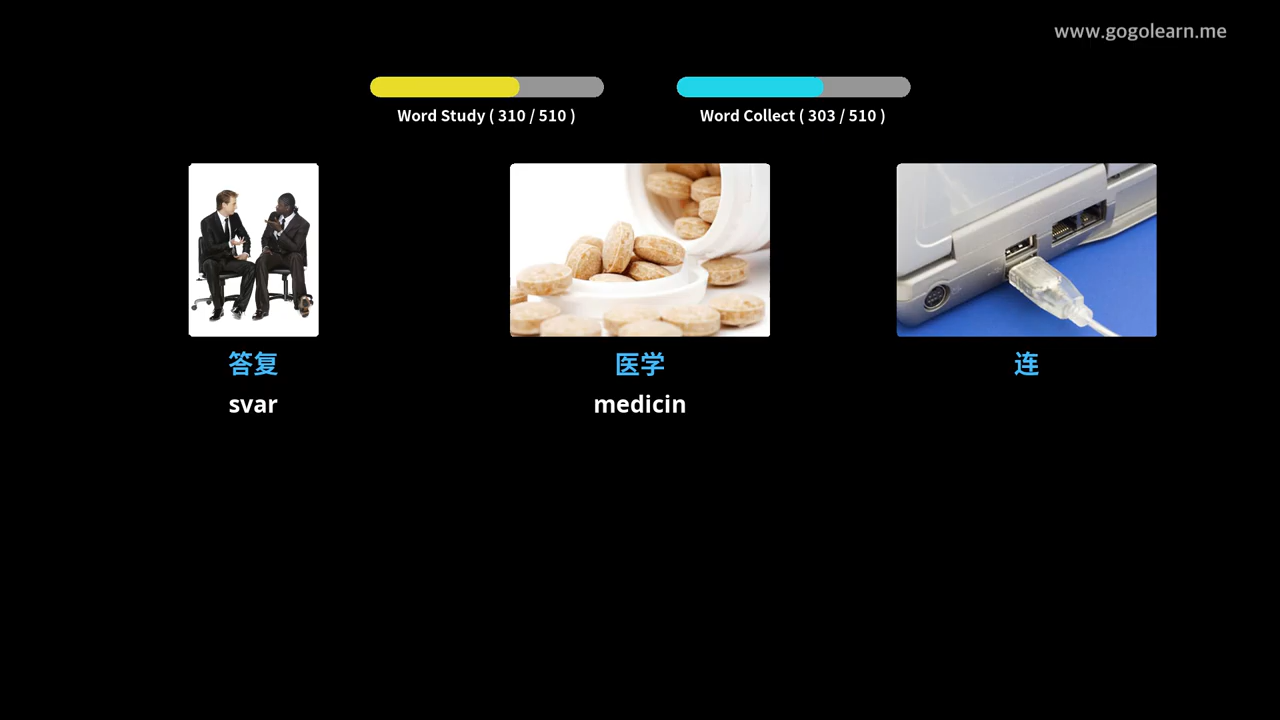 www.gogolearn.me
Word Study ( 310 / 510 )
Word Collect ( 303 / 510 )
答复
医学
连
svar
medicin